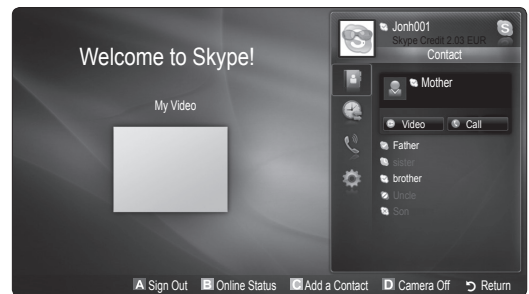 Welcome to Skype!
My Video
Jonh001
Skype Credit 2.03 EUR
Contact
Mother
Video
Call
Father
sister
brother
Uncle
Son
A Sign Out B Online Status C Add a Contact D Camera Off Return